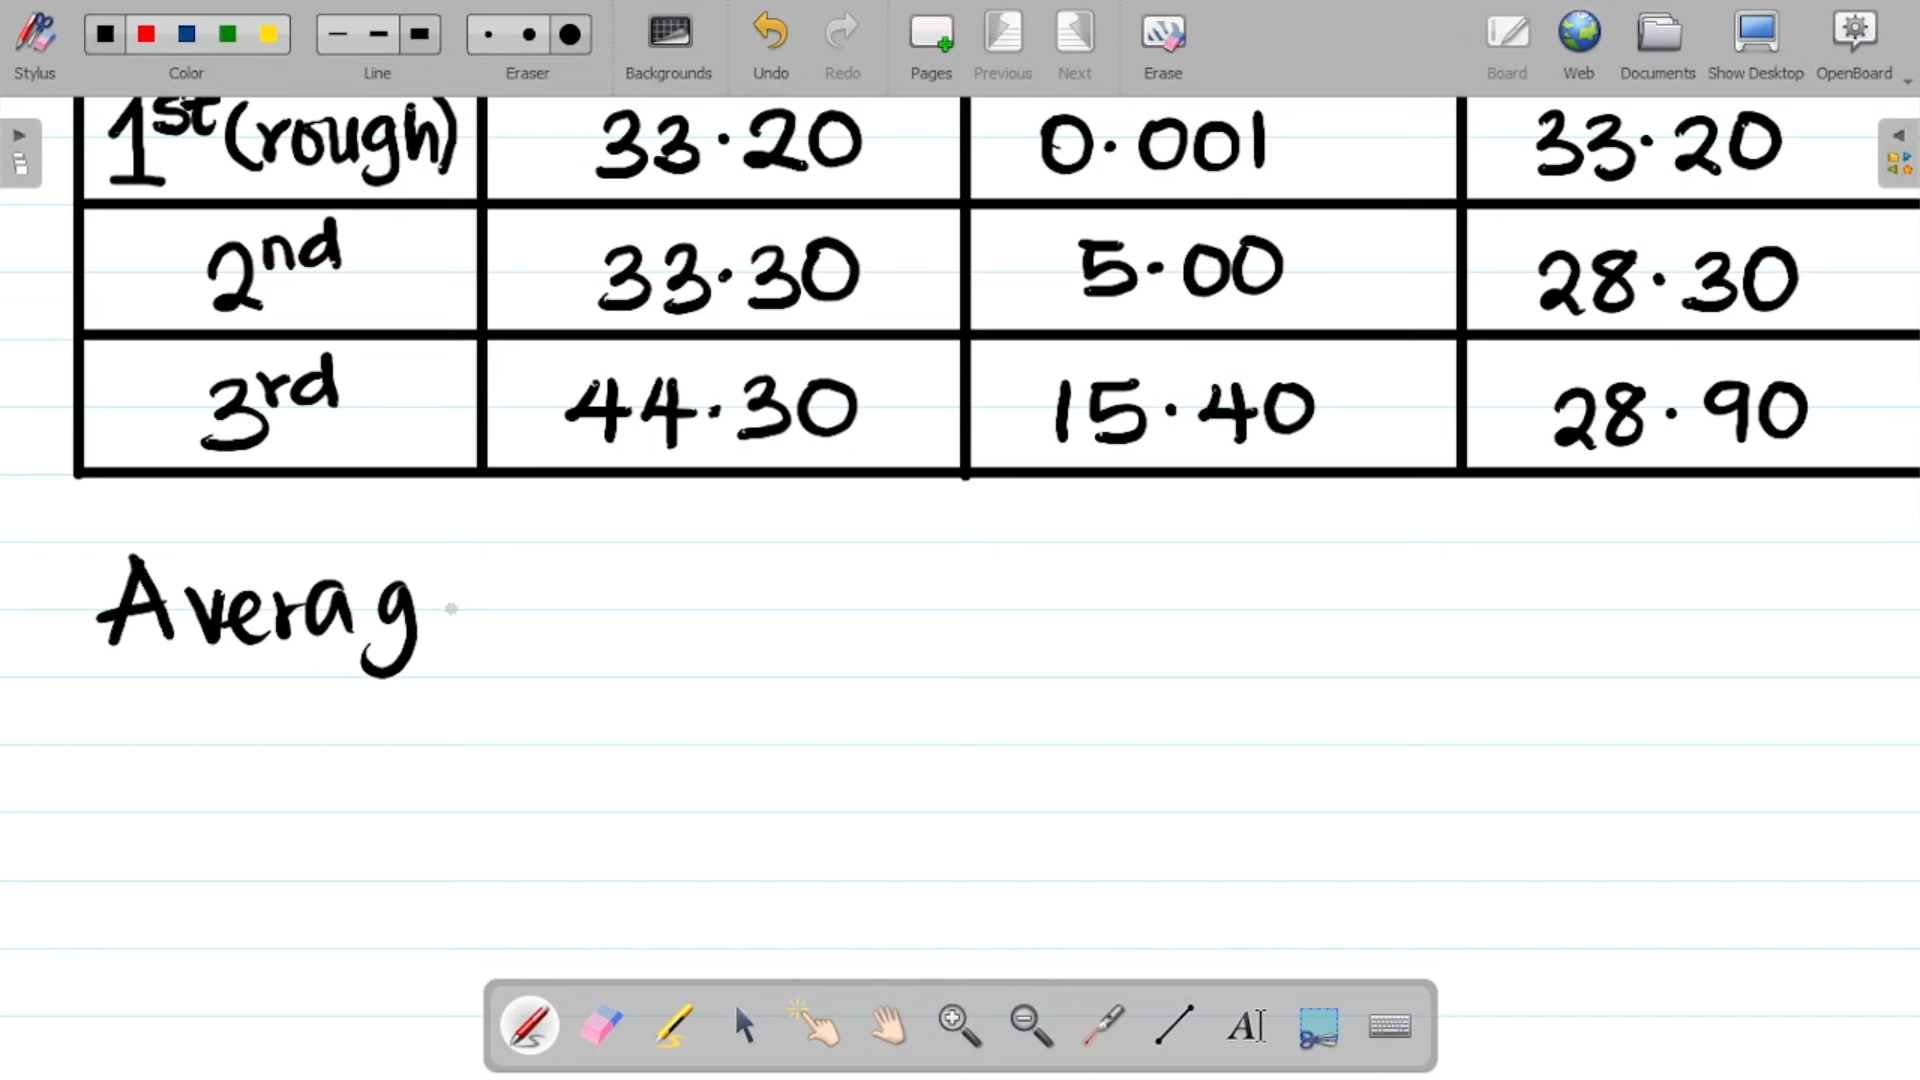 Stylus Color Line Eraser Backgrounds Undo Redo Pages Previous Next Erase Board Web Documents Show Desktop OpenBoard
1st (rough) 33.20 0.001 33.20
2nd 33.30 5.00 28.30
3rd 44.30 15.40 28.90
Averag
AI